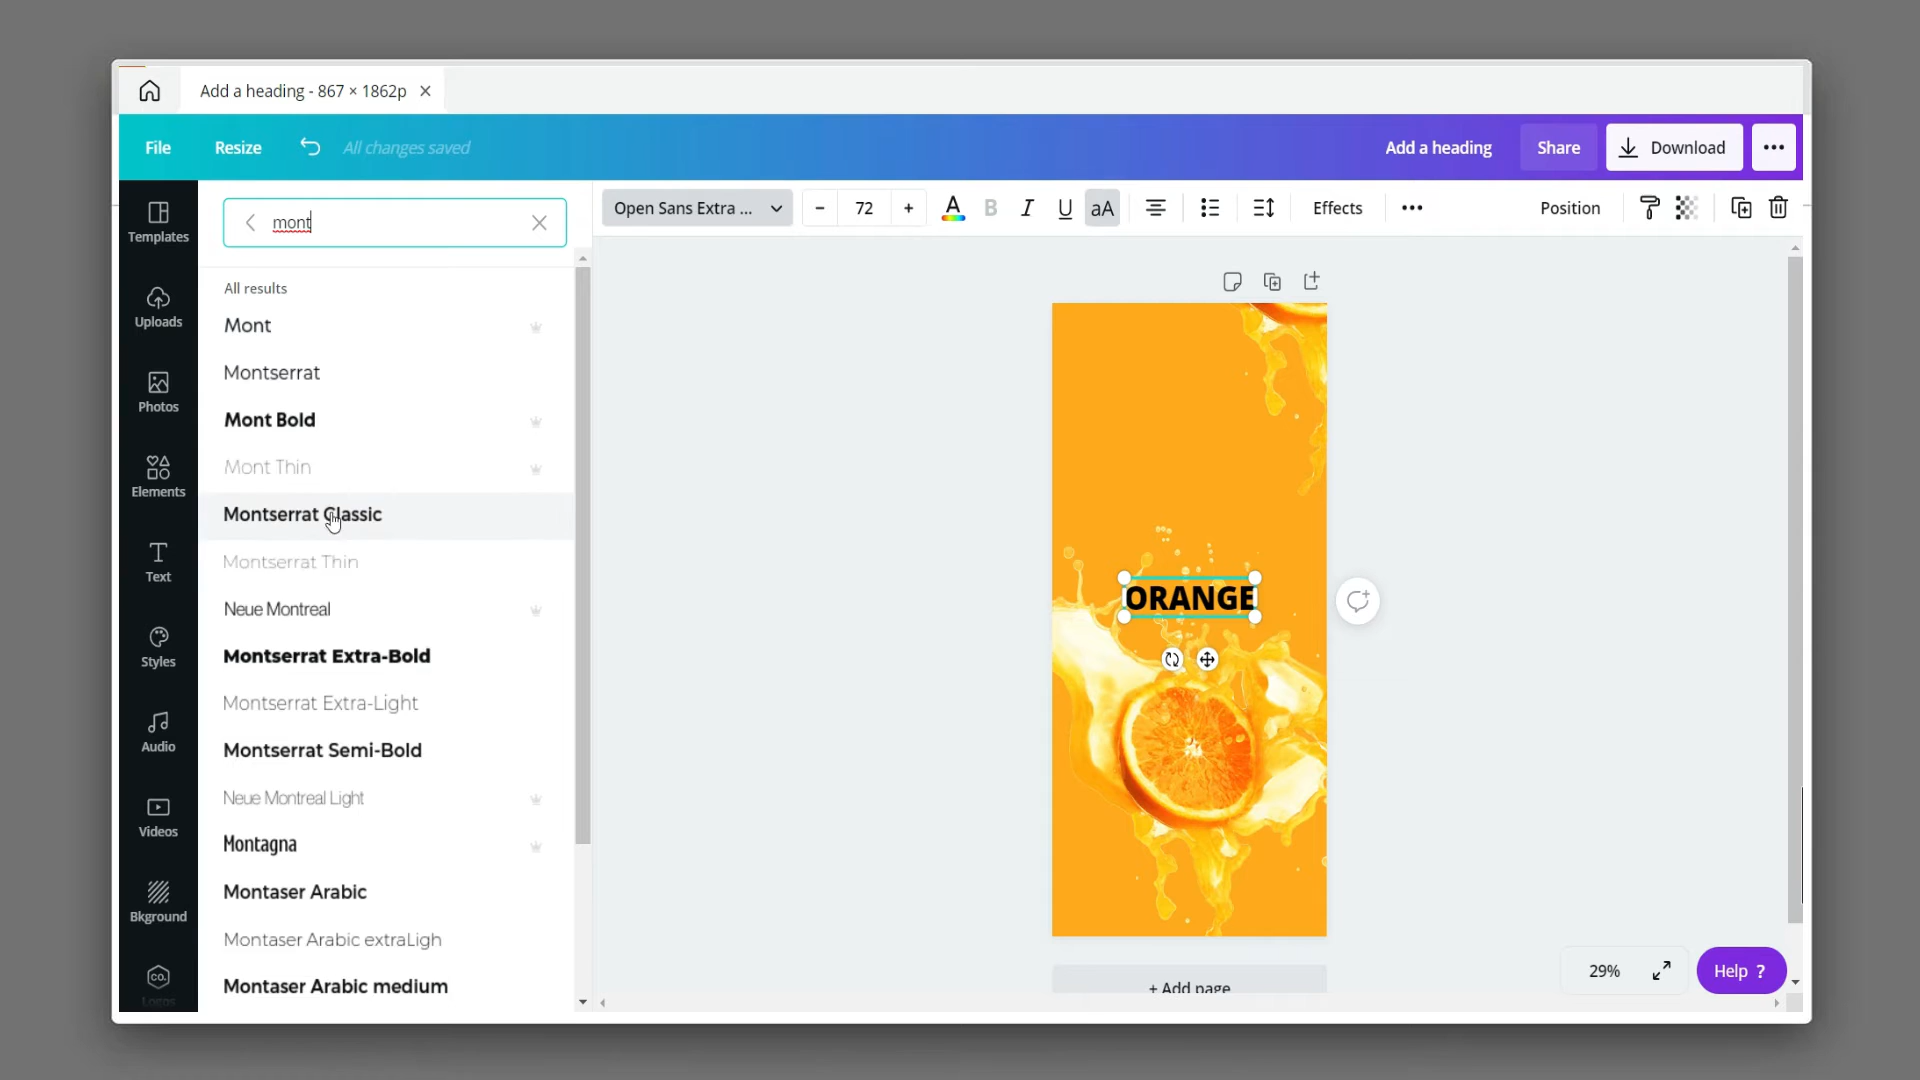 Add a heading - 867 × 1862p
File
Resize
All changes saved
Add a heading
Share
Download
Templates
Uploads
Photos
Elements
Text
Styles
Audio
Videos
Bkground
Logos
mont
All results
Mont
Montserrat
Mont Bold
Mont Thin
Montserrat Classic
Montserrat Thin
Neue Montreal
Montserrat Extra-Bold
Montserrat Extra-Light
Montserrat Semi-Bold
Neue Montreal Light
Montagna
Montaser Arabic
Montaser Arabic extraLigh
Montaser Arabic medium
Open Sans Extra ...
72
A B I U aA
Effects
Position
ORANGE
+ Add page
29%
Help ?
CO.